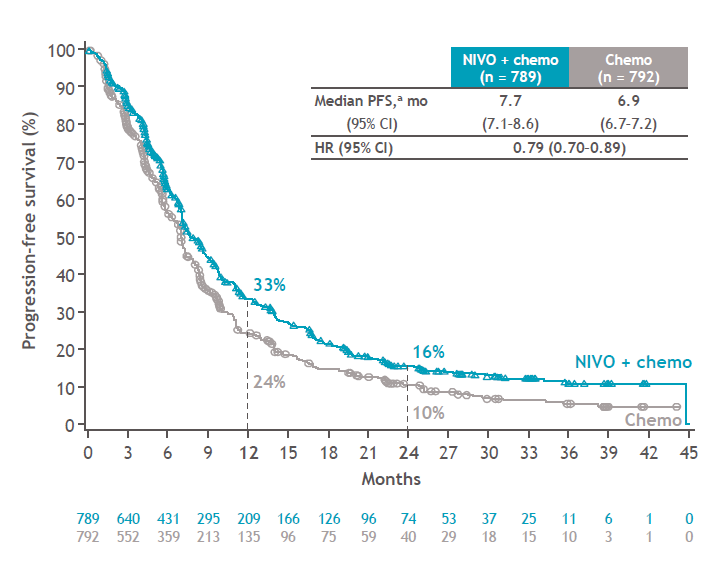 NIVO + chemo
(n = 789)
Chemo
(n = 792)
Median PFS,ᵃ mo 7.7 6.9
(95% CI) (7.1-8.6) (6.7-7.2)
HR (95% CI) 0.79 (0.70-0.89)
Progression-free survival (%)
100
90
80
70
60
50
40
30
20
10
0
33%
24%
16%
10%
NIVO + chemo
Chemo
0 3 6 9 12 15 18 21 24 27 30 33 36 39 42 45
Months
789 640 431 295 209 166 126 96 74 53 37 25 11 6 1 0
792 552 359 213 135 96 75 59 40 29 18 15 10 3 1 0